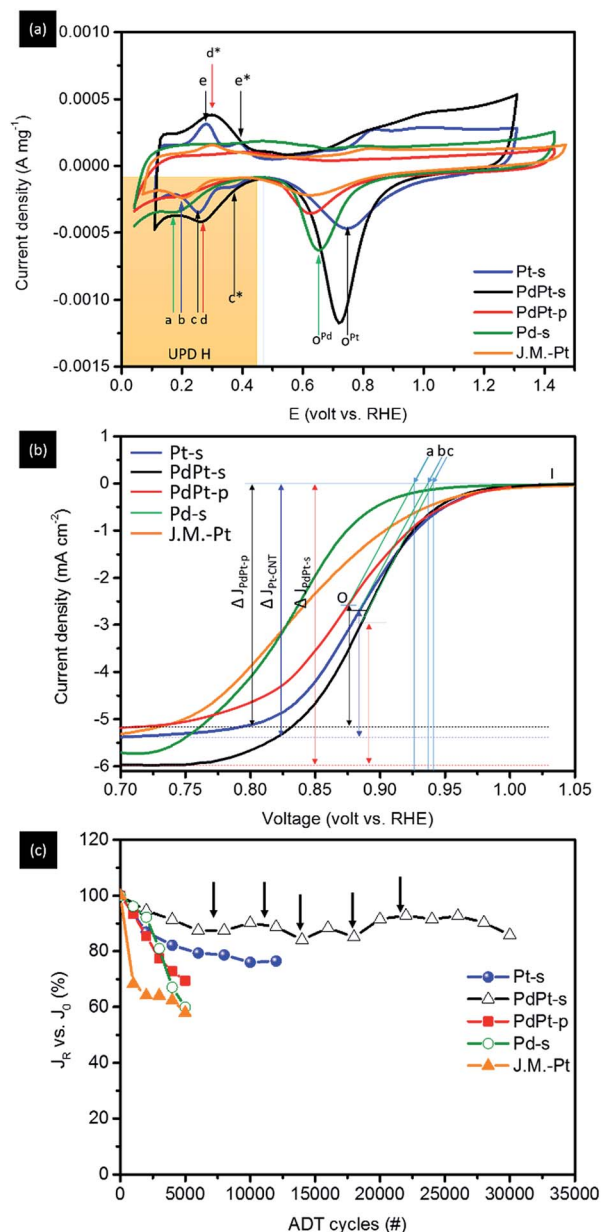 (a)
0.0010
0.0005
0.0000
-0.0005
-0.0010
-0.0015
Current density (A mg⁻¹)
d*
e
e*
a
b
c
d
c*
UPD H
O^Pd
O^Pt
Pt-s
PdPt-s
PdPt-p
Pd-s
J.M.-Pt
0.0 0.2 0.4 0.6 0.8 1.0 1.2 1.4
E (volt vs. RHE)
(b)
1
0
-1
-2
-3
-4
-5
-6
Current density (mA cm⁻²)
Pt-s
PdPt-s
PdPt-p
Pd-s
J.M.-Pt
Δ J_PdPt-p
Δ J_Pt-CNT
Δ J_PdPt-s
O
a b c
I
0.70 0.75 0.80 0.85 0.90 0.95 1.00 1.05
Voltage (volt vs. RHE)
(c)
120
100
80
60
40
20
0
J_R vs. J_0 (%)
Pt-s
PdPt-s
PdPt-p
Pd-s
J.M.-Pt
0 5000 10000 15000 20000 25000 30000 35000
ADT cycles (#)